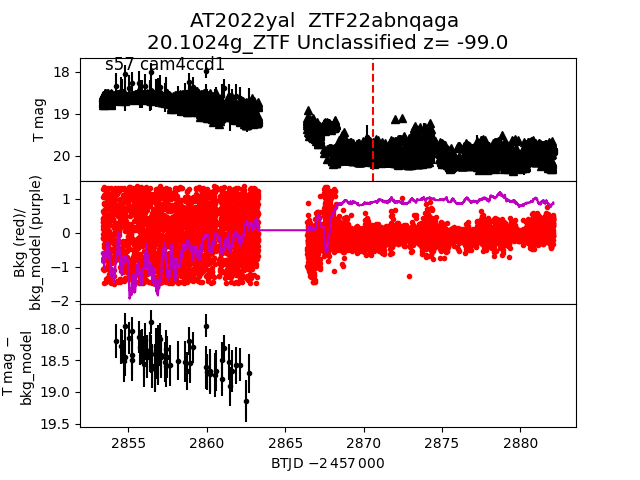 AT2022yal  ZTF22abnqaga
20.1024g_ZTF Unclassified z= -99.0
s57 cam4ccd1
18
19
20
T mag
1
0
−1
−2
Bkg (red)/
bkg_model (purple)
18.0
18.5
19.0
19.5
T mag −
bkg_model
2855 2860 2865 2870 2875 2880
BTJD −2 457 000